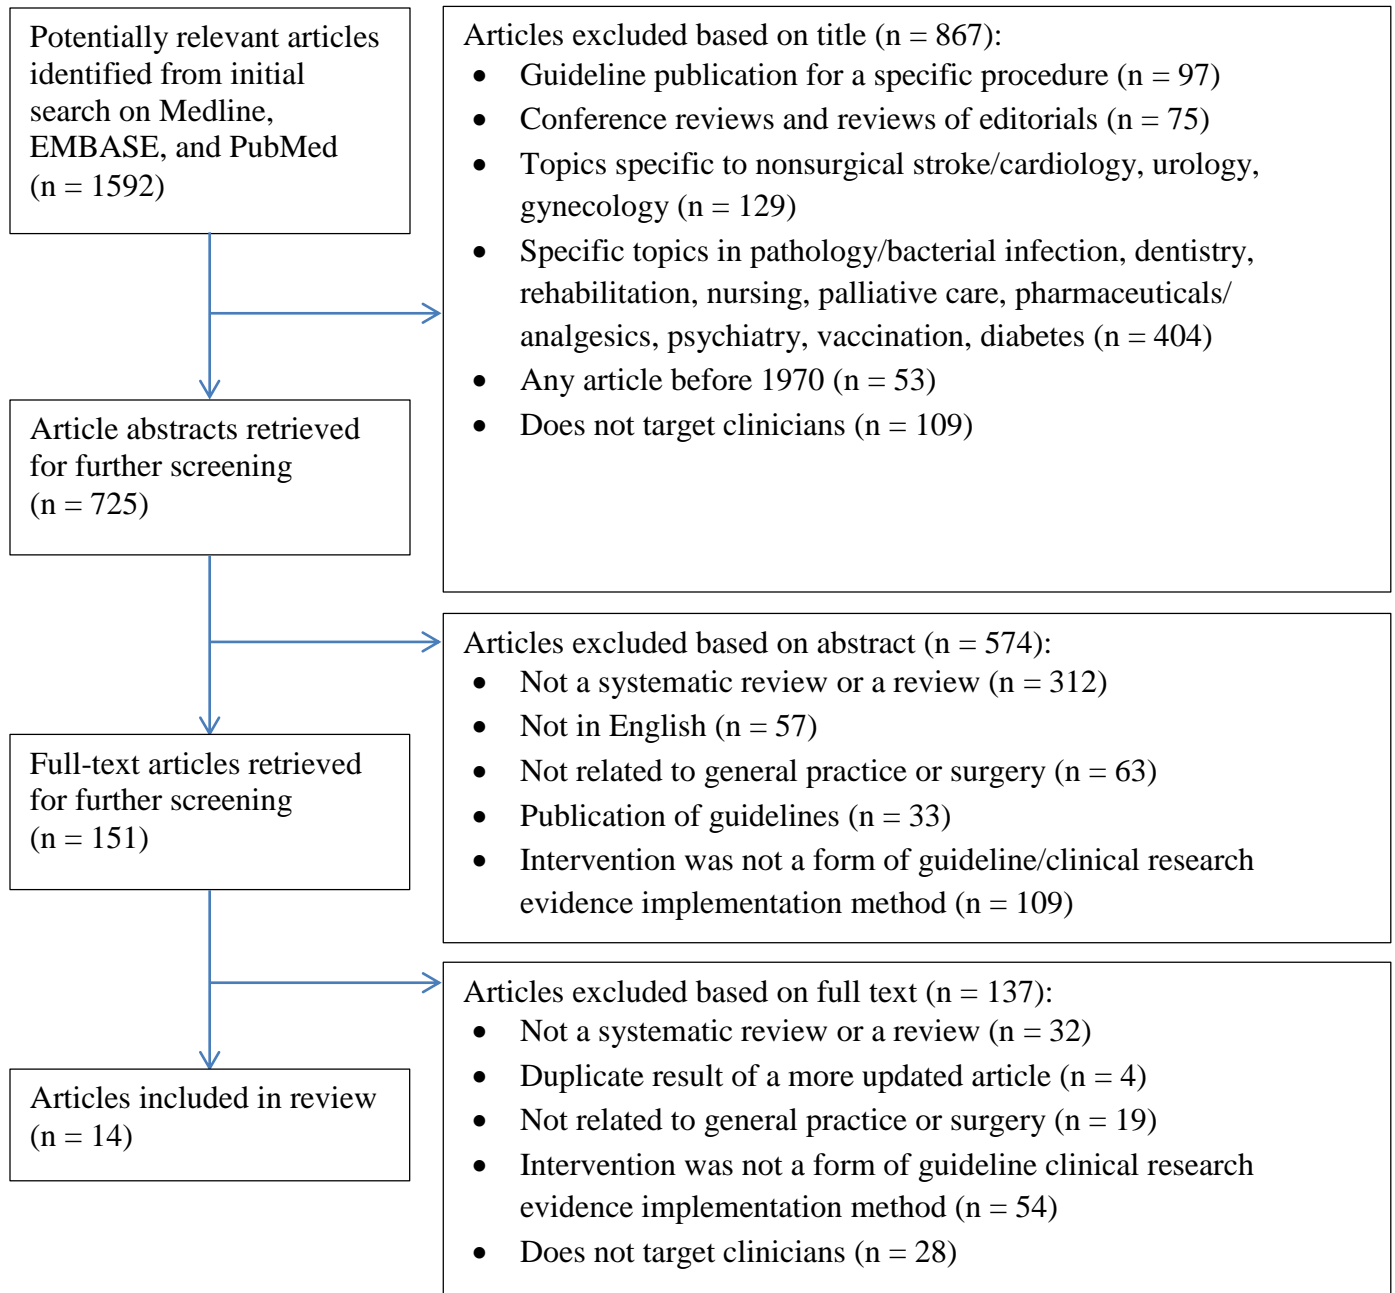 Potentially relevant articles
identified from initial
search on Medline,
EMBASE, and PubMed
(n = 1592)
Articles excluded based on title (n = 867):
• Guideline publication for a specific procedure (n = 97)
• Conference reviews and reviews of editorials (n = 75)
• Topics specific to nonsurgical stroke/cardiology, urology,
gynecology (n = 129)
• Specific topics in pathology/bacterial infection, dentistry,
rehabilitation, nursing, palliative care, pharmaceuticals/
analgesics, psychiatry, vaccination, diabetes (n = 404)
• Any article before 1970 (n = 53)
• Does not target clinicians (n = 109)
Article abstracts retrieved
for further screening
(n = 725)
Articles excluded based on abstract (n = 574):
• Not a systematic review or a review (n = 312)
• Not in English (n = 57)
• Not related to general practice or surgery (n = 63)
• Publication of guidelines (n = 33)
• Intervention was not a form of guideline/clinical research
evidence implementation method (n = 109)
Full-text articles retrieved
for further screening
(n = 151)
Articles excluded based on full text (n = 137):
• Not a systematic review or a review (n = 32)
• Duplicate result of a more updated article (n = 4)
• Not related to general practice or surgery (n = 19)
• Intervention was not a form of guideline clinical research
evidence implementation method (n = 54)
• Does not target clinicians (n = 28)
Articles included in review
(n = 14)